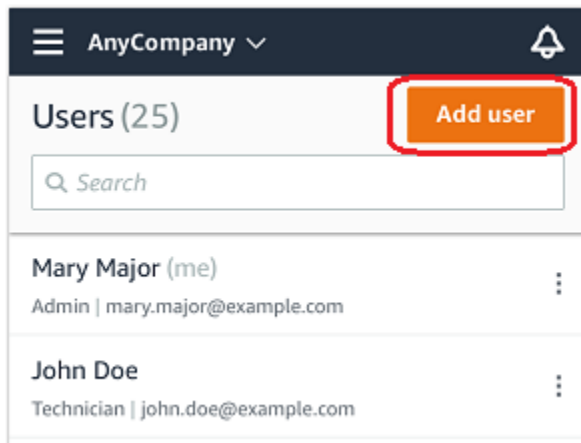 AnyCompany
Users (25)
Add user
Search
Mary Major (me)
Admin | mary.major@example.com
John Doe
Technician | john.doe@example.com